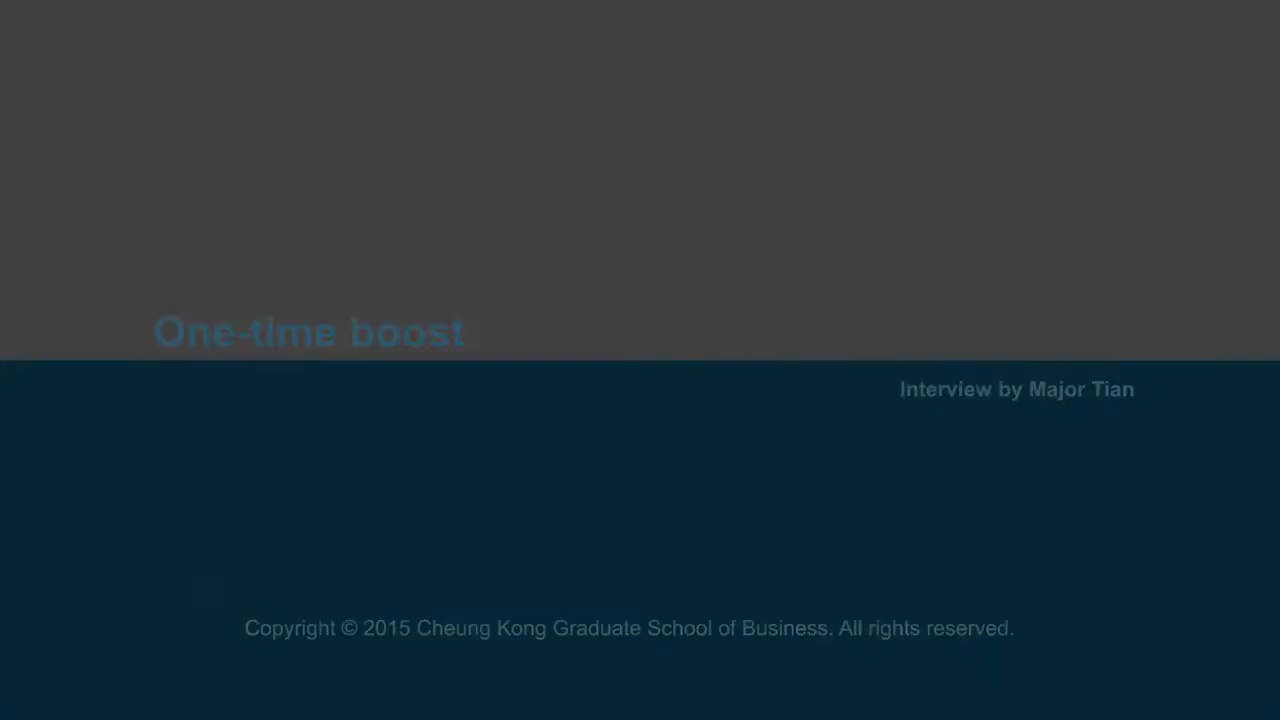 One-time boost
Interview by Major Tian
Copyright © 2015 Cheung Kong Graduate School of Business. All rights reserved.